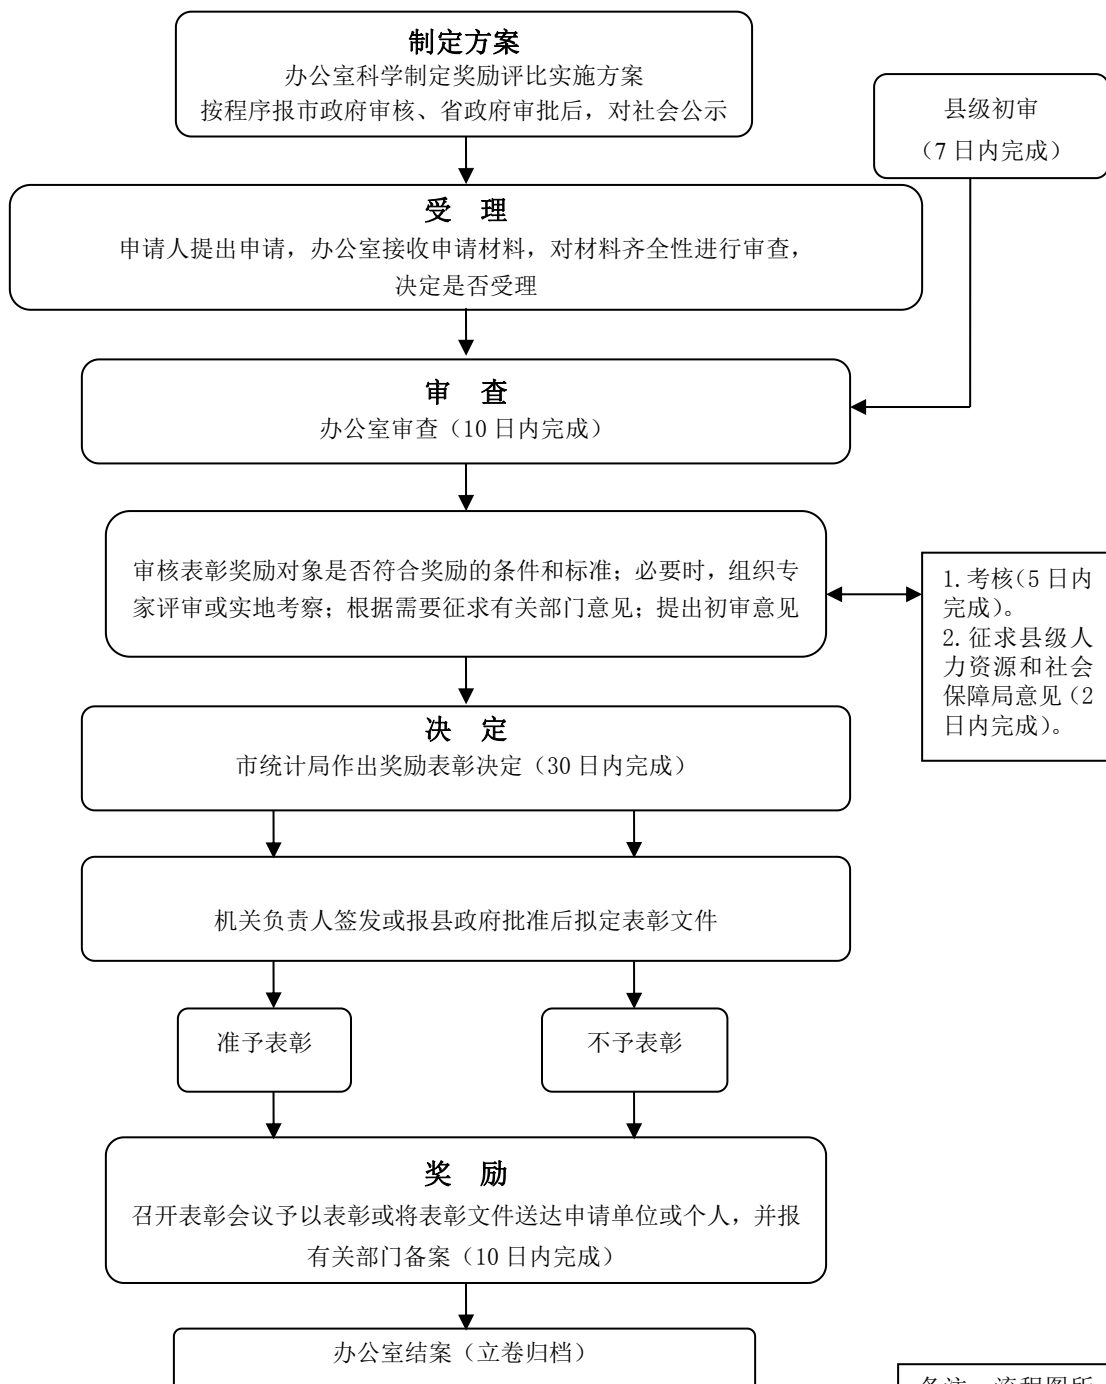 制定方案
办公室科学制定奖励评比实施方案
按程序报市政府审核、省政府审批后，对社会公示
县级初审
（7 日内完成）
受 理
申请人提出申请，办公室接收申请材料，对材料齐全性进行审查，
决定是否受理
审 查
办公室审查（10 日内完成）
审核表彰奖励对象是否符合奖励的条件和标准；必要时，组织专
家评审或实地考察；根据需要征求有关部门意见；提出初审意见
1.考核（5 日内
完成）。
2.征求县级人
力资源和社会
保障局意见（2
日内完成）。
决 定
市统计局作出奖励表彰决定（30 日内完成）
机关负责人签发或报县政府批准后拟定表彰文件
准予表彰
不予表彰
奖 励
召开表彰会议予以表彰或将表彰文件送达申请单位或个人，并报
有关部门备案（10 日内完成）
办公室结案（立卷归档）